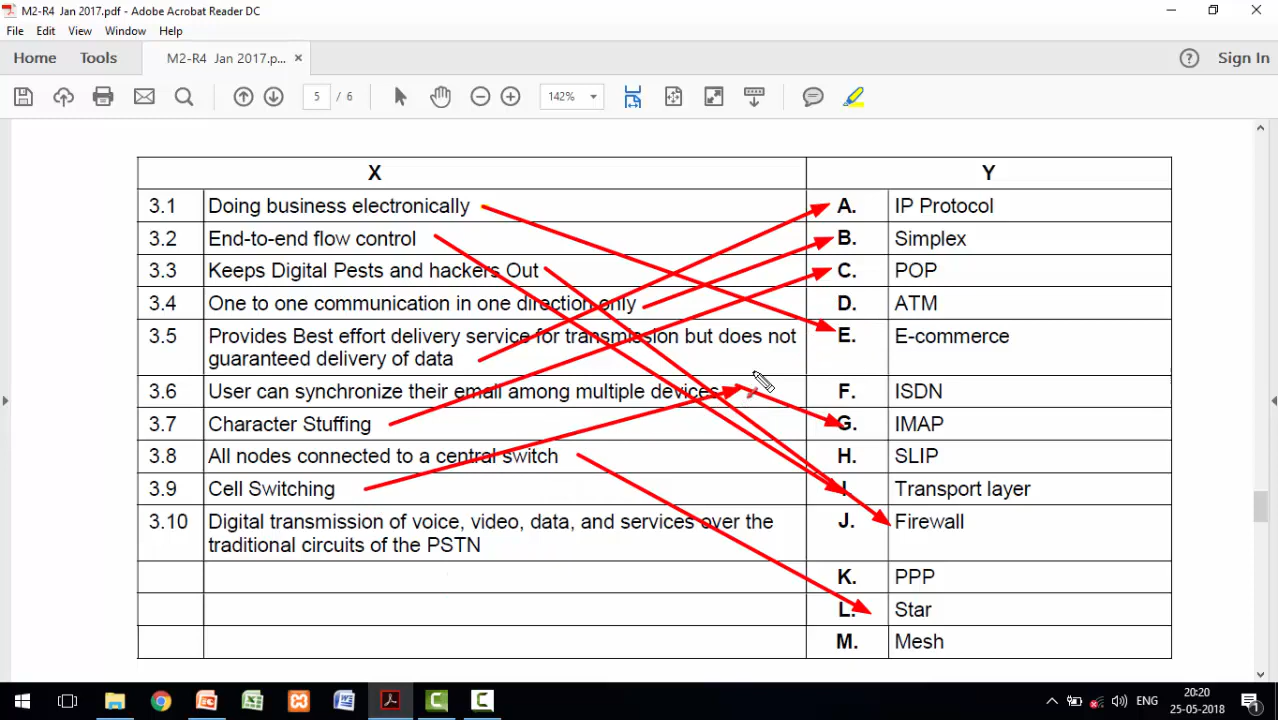 M2-R4 Jan 2017.pdf - Adobe Acrobat Reader DC
File Edit View Window Help
Home Tools M2-R4 Jan 2017.p... × Sign In
5 / 6 142%
X Y
3.1 Doing business electronically A. IP Protocol
3.2 End-to-end flow control B. Simplex
3.3 Keeps Digital Pests and hackers Out C. POP
3.4 One to one communication in one direction only D. ATM
3.5 Provides Best effort delivery service for transmission but does not E. E-commerce
guaranteed delivery of data
3.6 User can synchronize their email among multiple devices F. ISDN
3.7 Character Stuffing G. IMAP
3.8 All nodes connected to a central switch H. SLIP
3.9 Cell Switching I. Transport layer
3.10 Digital transmission of voice, video, data, and services over the J. Firewall
traditional circuits of the PSTN
K. PPP
L. Star
M. Mesh
ENG 20:20
25-05-2018